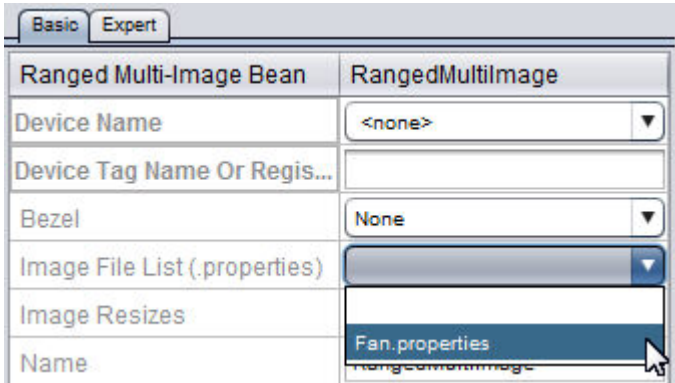 Basic Expert
Ranged Multi-Image Bean RangedMultiImage
Device Name <none>
Device Tag Name Or Regis...
Bezel None
Image File List (.properties)
Image Resizes
Fan.properties
Name RangedMultiImage